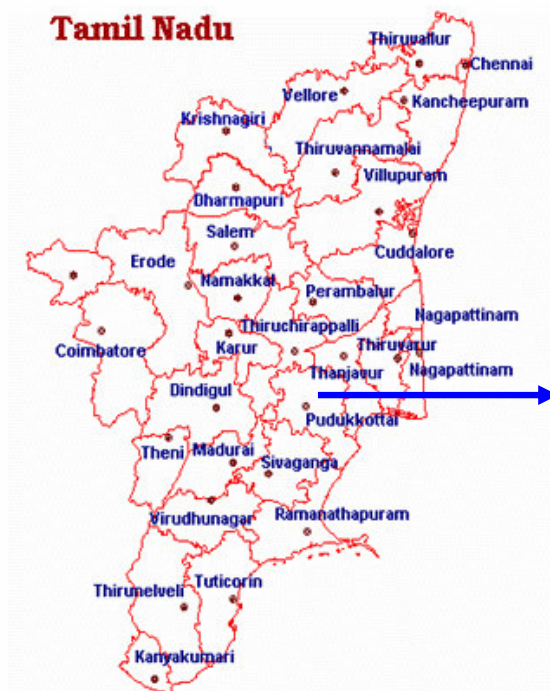 Tamil Nadu
Thiruvallur
Chennai
Vellore
Kancheepuram
Krishnagiri
Thiruvannamalai
Villupuram
Dharmapuri
Salem
Cuddalore
Erode
Namakkal
Perambalur
Nagapattinam
Thiruchirappalli
Coimbatore
Karur
Thiruvarur
Thanjavur
Nagapattinam
Dindigul
Pudukkottai
Theni
Madurai
Sivaganga
Virudhunagar
Ramanathapuram
Thirunelveli
Tuticorin
Kanyakumari